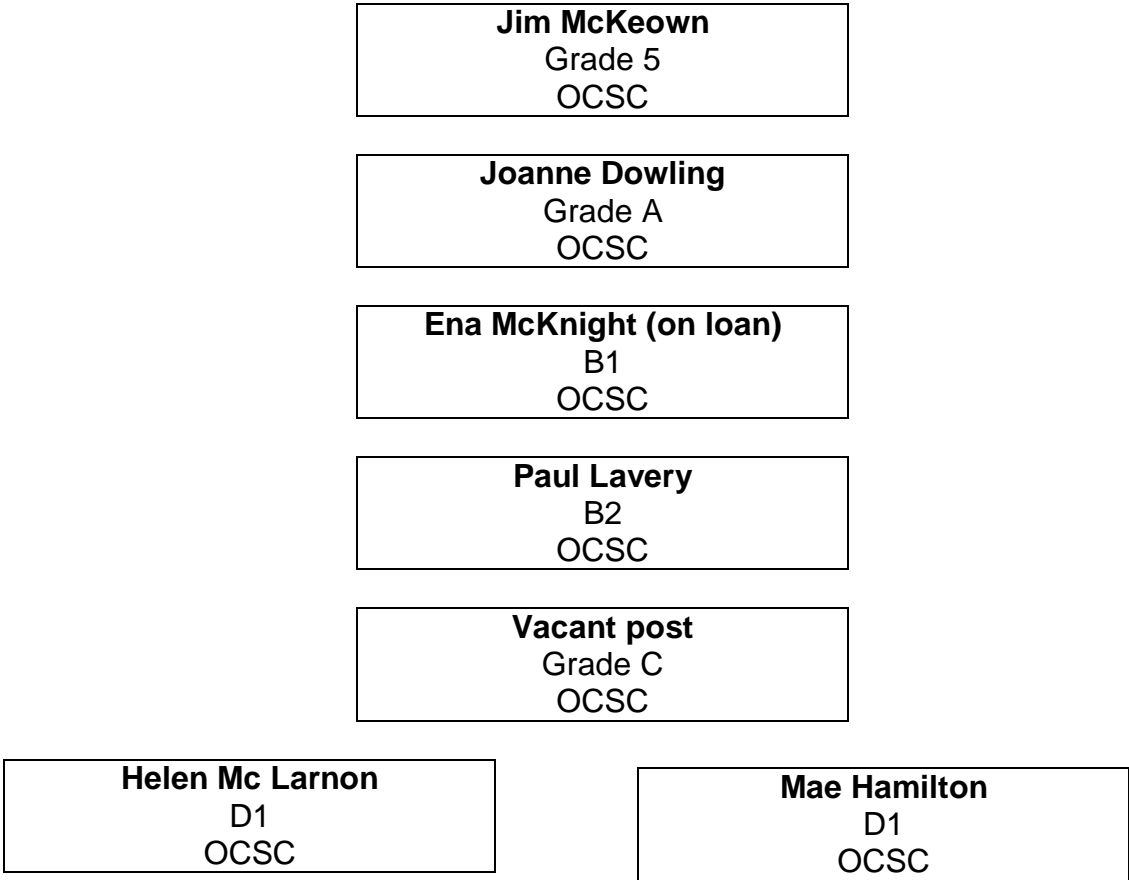 Jim McKeown
Grade 5
OCSC
Joanne Dowling
Grade A
OCSC
Ena McKnight (on loan)
B1
OCSC
Paul Lavery
B2
OCSC
Vacant post
Grade C
OCSC
Helen Mc Larnon
D1
OCSC
Mae Hamilton
D1
OCSC